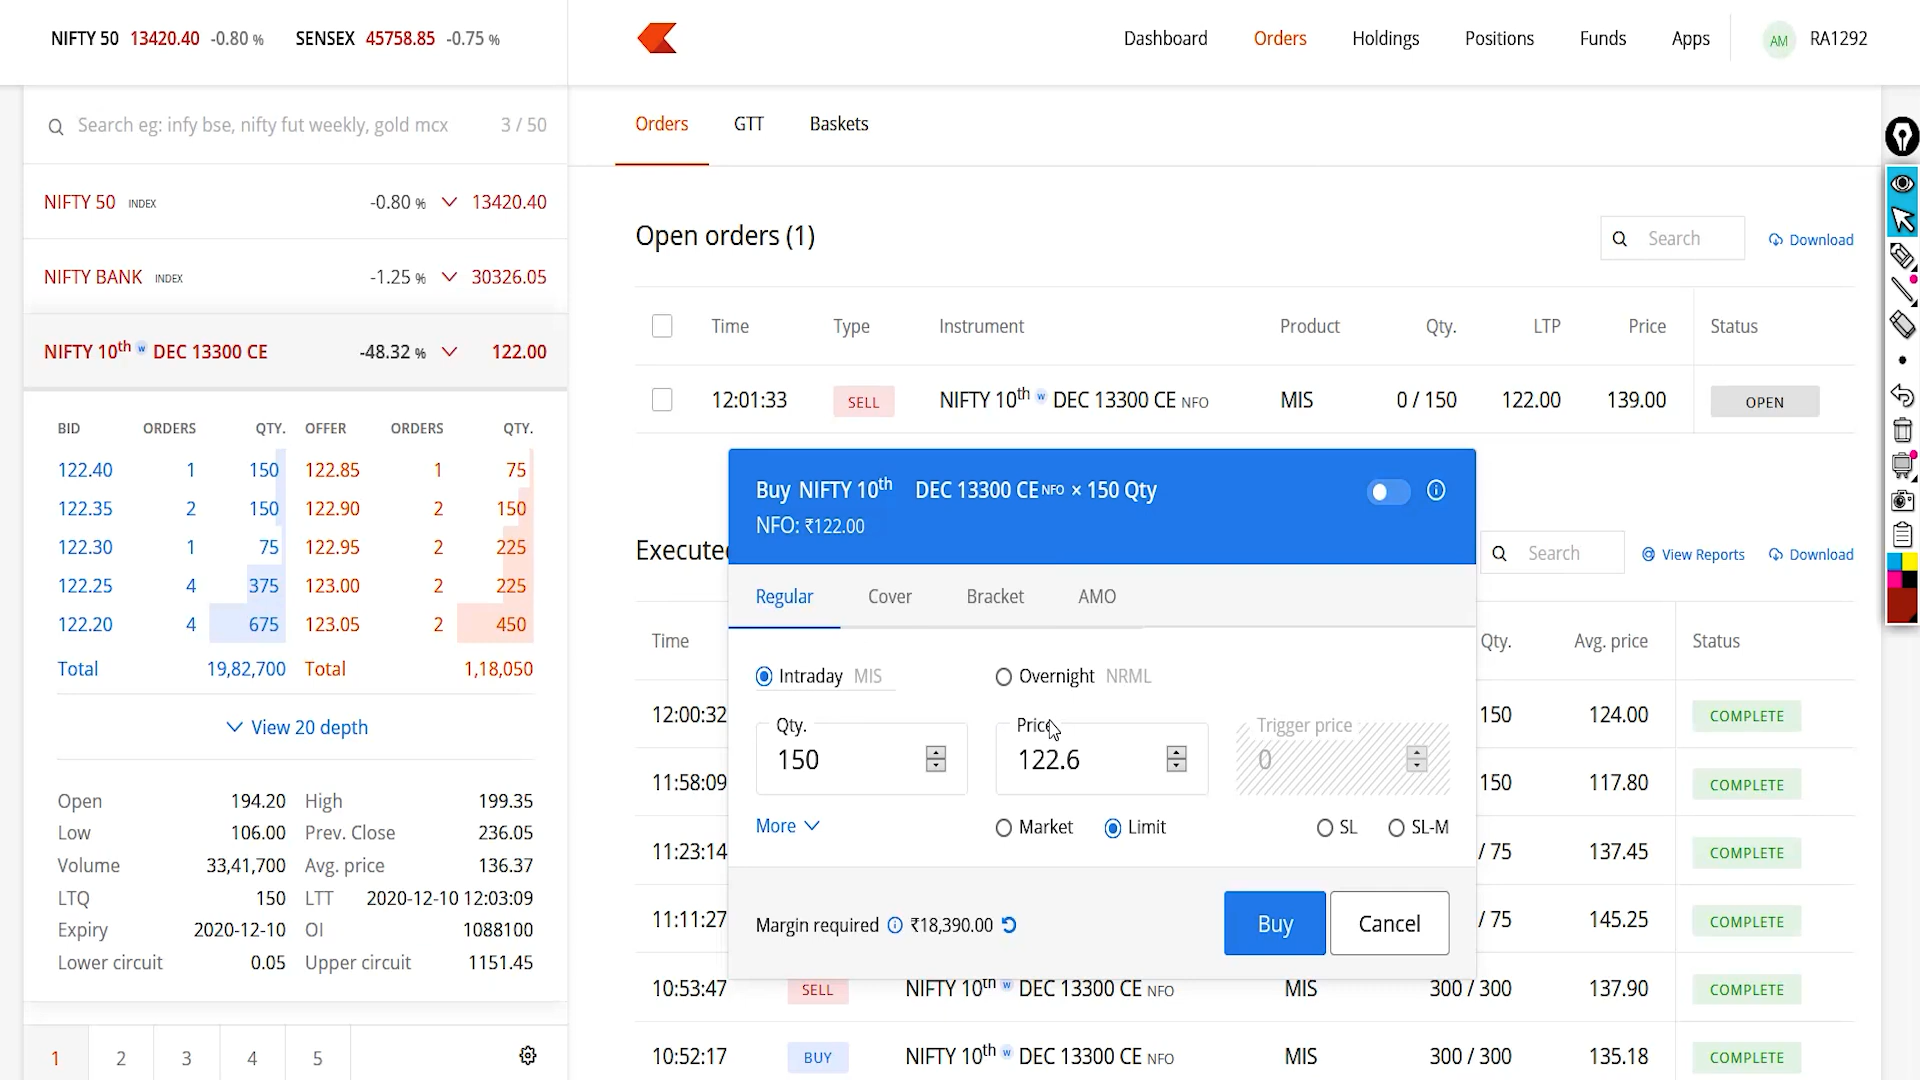 NIFTY 50 13420.40 -0.80 % SENSEX 45758.85 -0.75 %
Dashboard Orders Holdings Positions Funds Apps AM RA1292
Search eg: infy bse, nifty fut weekly, gold mcx 3 / 50
NIFTY 50 INDEX -0.80 % 13420.40
NIFTY BANK INDEX -1.25 % 30326.05
NIFTY 10th w DEC 13300 CE -48.32 % 122.00
BID ORDERS QTY. OFFER ORDERS QTY.
122.40 1 150 122.85 1 75
122.35 2 150 122.90 2 150
122.30 1 75 122.95 2 225
122.25 4 375 123.00 2 225
122.20 4 675 123.05 2 450
Total 19,82,700 Total 1,18,050
View 20 depth
Open 194.20 High 199.35
Low 106.00 Prev. Close 236.05
Volume 33,41,700 Avg. price 136.37
LTQ 150 LTT 2020-12-10 12:03:09
Expiry 2020-12-10 OI 1088100
Lower circuit 0.05 Upper circuit 1151.45
1 2 3 4 5
Orders GTT Baskets
Open orders (1) Search Download
Time Type Instrument Product Qty. LTP Price Status
12:01:33 SELL NIFTY 10th w DEC 13300 CE NFO MIS 0 / 150 122.00 139.00 OPEN
Buy NIFTY 10th DEC 13300 CE NFO × 150 Qty
NFO: ₹122.00
Regular Cover Bracket AMO
Intraday MIS Overnight NRML
Qty. Price Trigger price
150 122.6 0
More Market Limit SL SL-M
Margin required ₹18,390.00 Buy Cancel
Execute Search View Reports Download
Time Qty. Avg. price Status
12:00:32 150 124.00 COMPLETE
11:58:09 150 117.80 COMPLETE
11:23:14 / 75 137.45 COMPLETE
11:11:27 / 75 145.25 COMPLETE
10:53:47 SELL NIFTY 10th w DEC 13300 CE NFO MIS 300 / 300 137.90 COMPLETE
10:52:17 BUY NIFTY 10th w DEC 13300 CE NFO MIS 300 / 300 135.18 COMPLETE